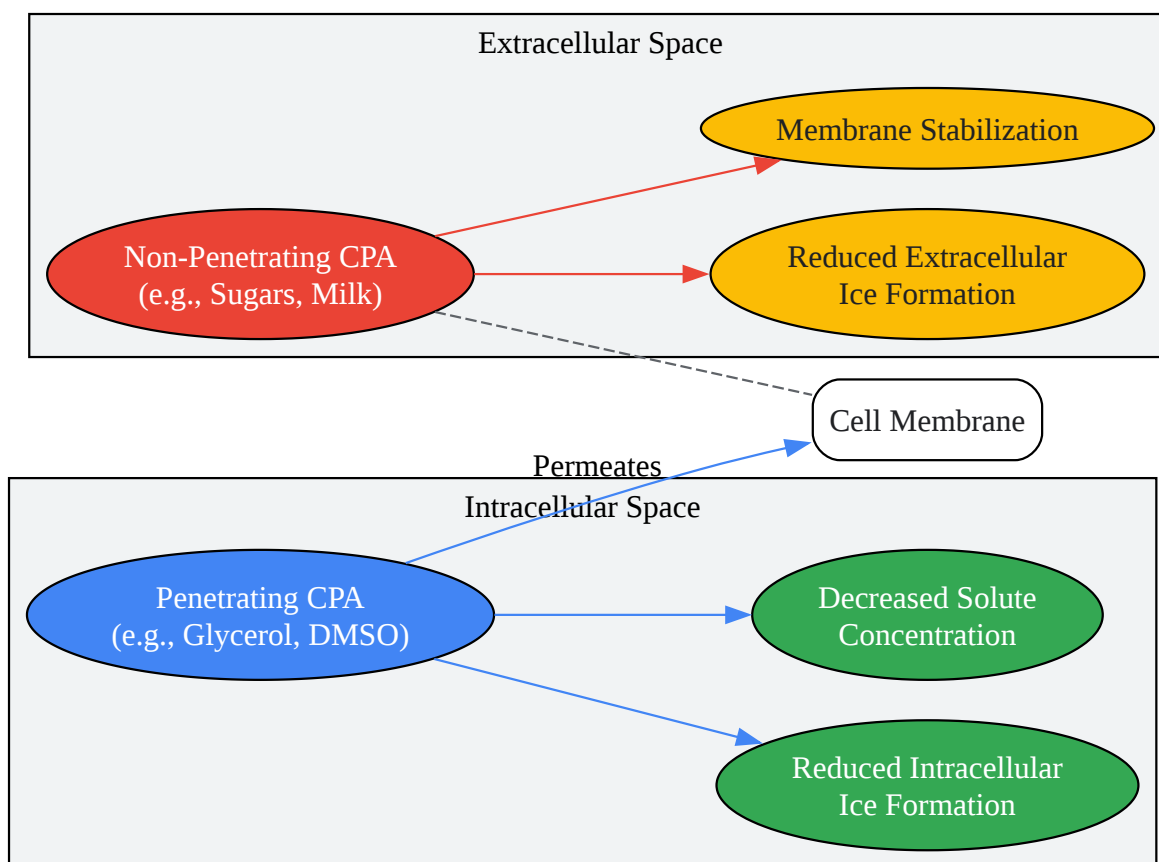 Extracellular Space
Membrane Stabilization
Non-Penetrating CPA
(e.g., Sugars, Milk)
Reduced Extracellular
Ice Formation
Cell Membrane
Permeates
Intracellular Space
Penetrating CPA
(e.g., Glycerol, DMSO)
Decreased Solute
Concentration
Reduced Intracellular
Ice Formation